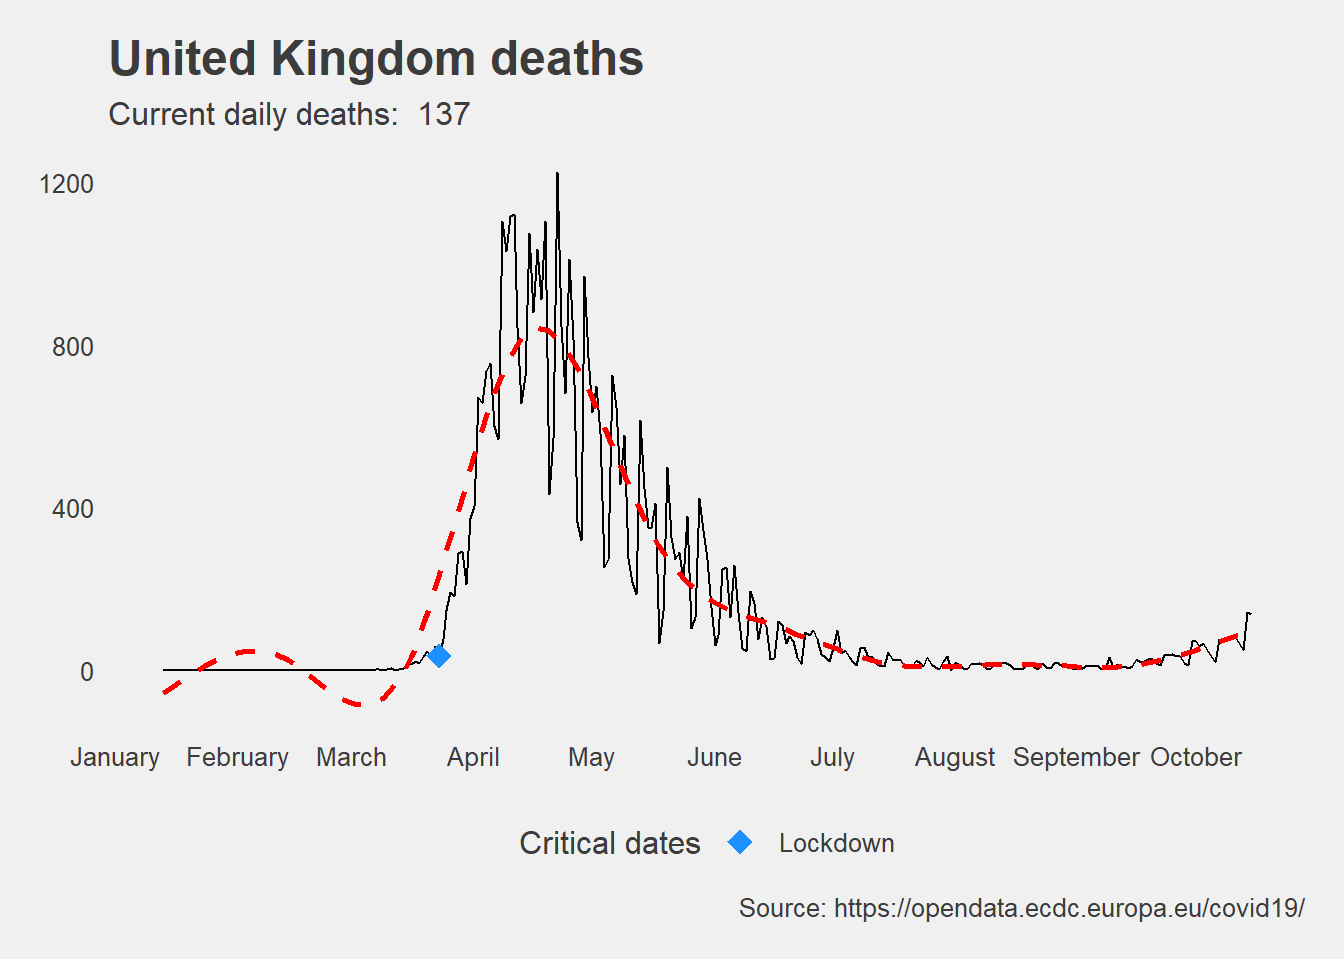 United Kingdom deaths
Current daily deaths:  137
1200
800
400
0
January February March April May June July August September October
Critical dates Lockdown
Source: https://opendata.ecdc.europa.eu/covid19/